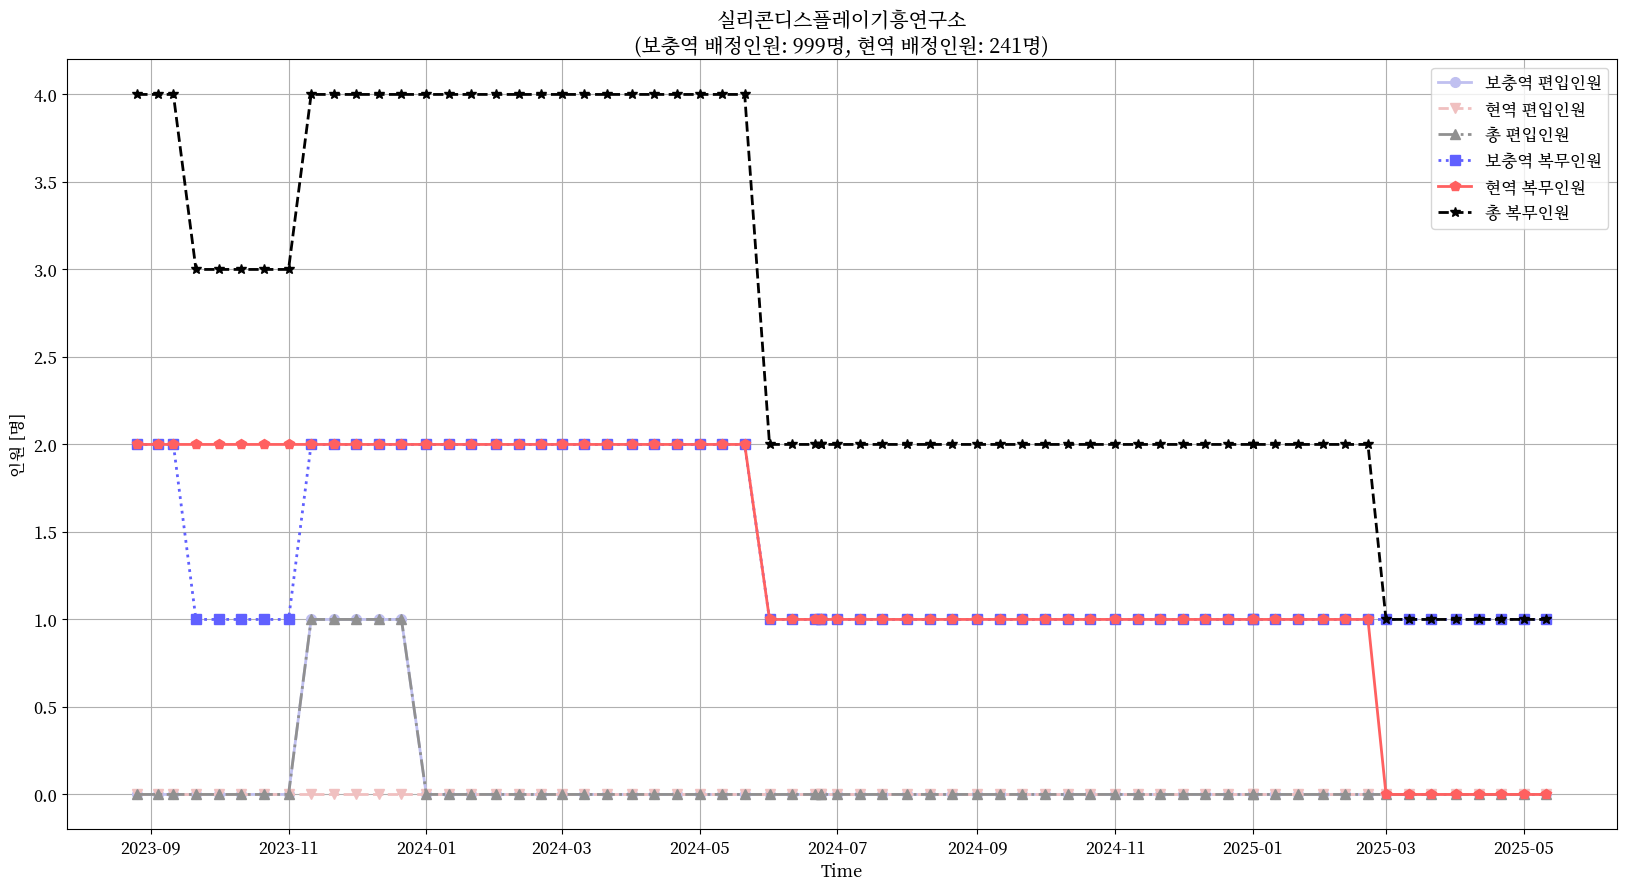 실리콘디스플레이기흥연구소
(보충역 배정인원: 999명, 현역 배정인원: 241명)
보충역 편입인원
현역 편입인원
총 편입인원
보충역 복무인원
현역 복무인원
총 복무인원
인원 [명]
4.0
3.5
3.0
2.5
2.0
1.5
1.0
0.5
0.0
2023-09
2023-11
2024-01
2024-03
2024-05
2024-07
2024-09
2024-11
2025-01
2025-03
2025-05
Time